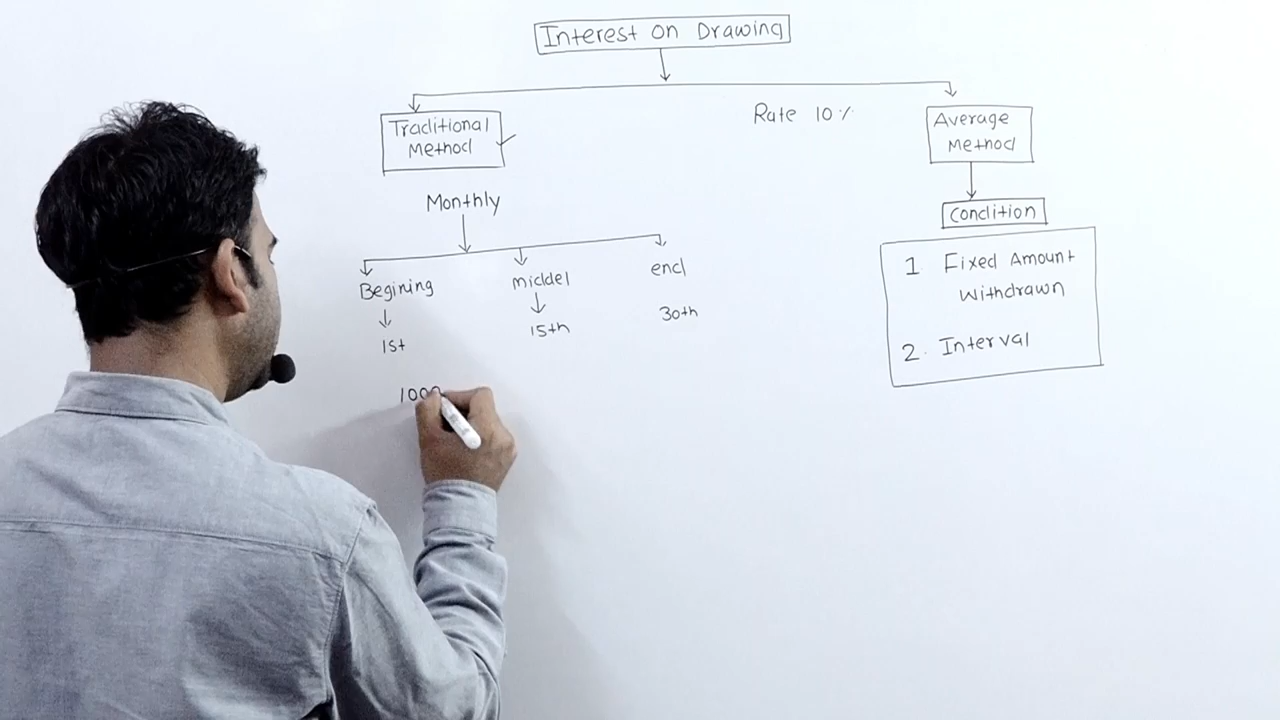 Interest on Drawing
Traditional
Method
Rate 10%
Average
Method
Monthly
Condition
Begining
Middel
end
1st
15th
30th
1 Fixed Amount
Withdrawn
2. Interval
1000